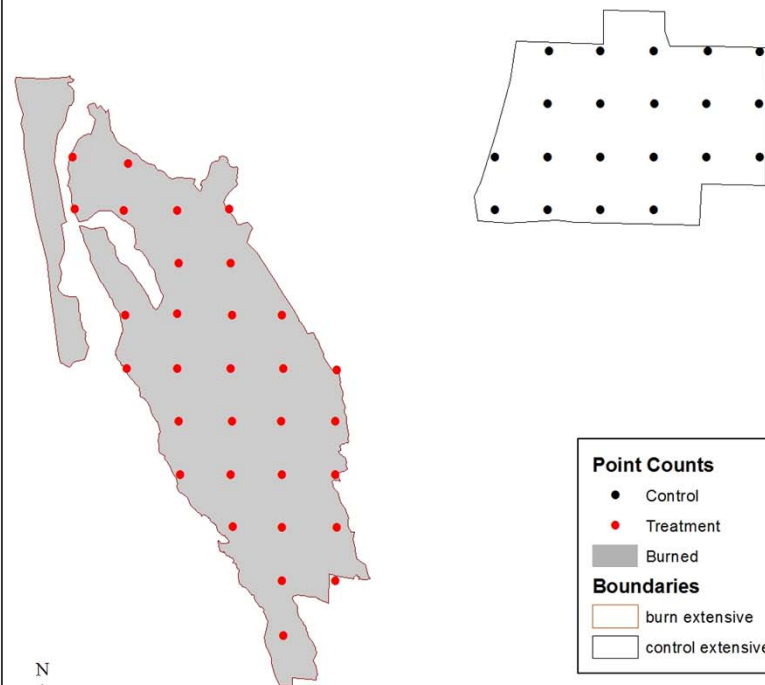 Point Counts
Control
Treatment
Burned
Boundaries
burn extensive
control extensive
N